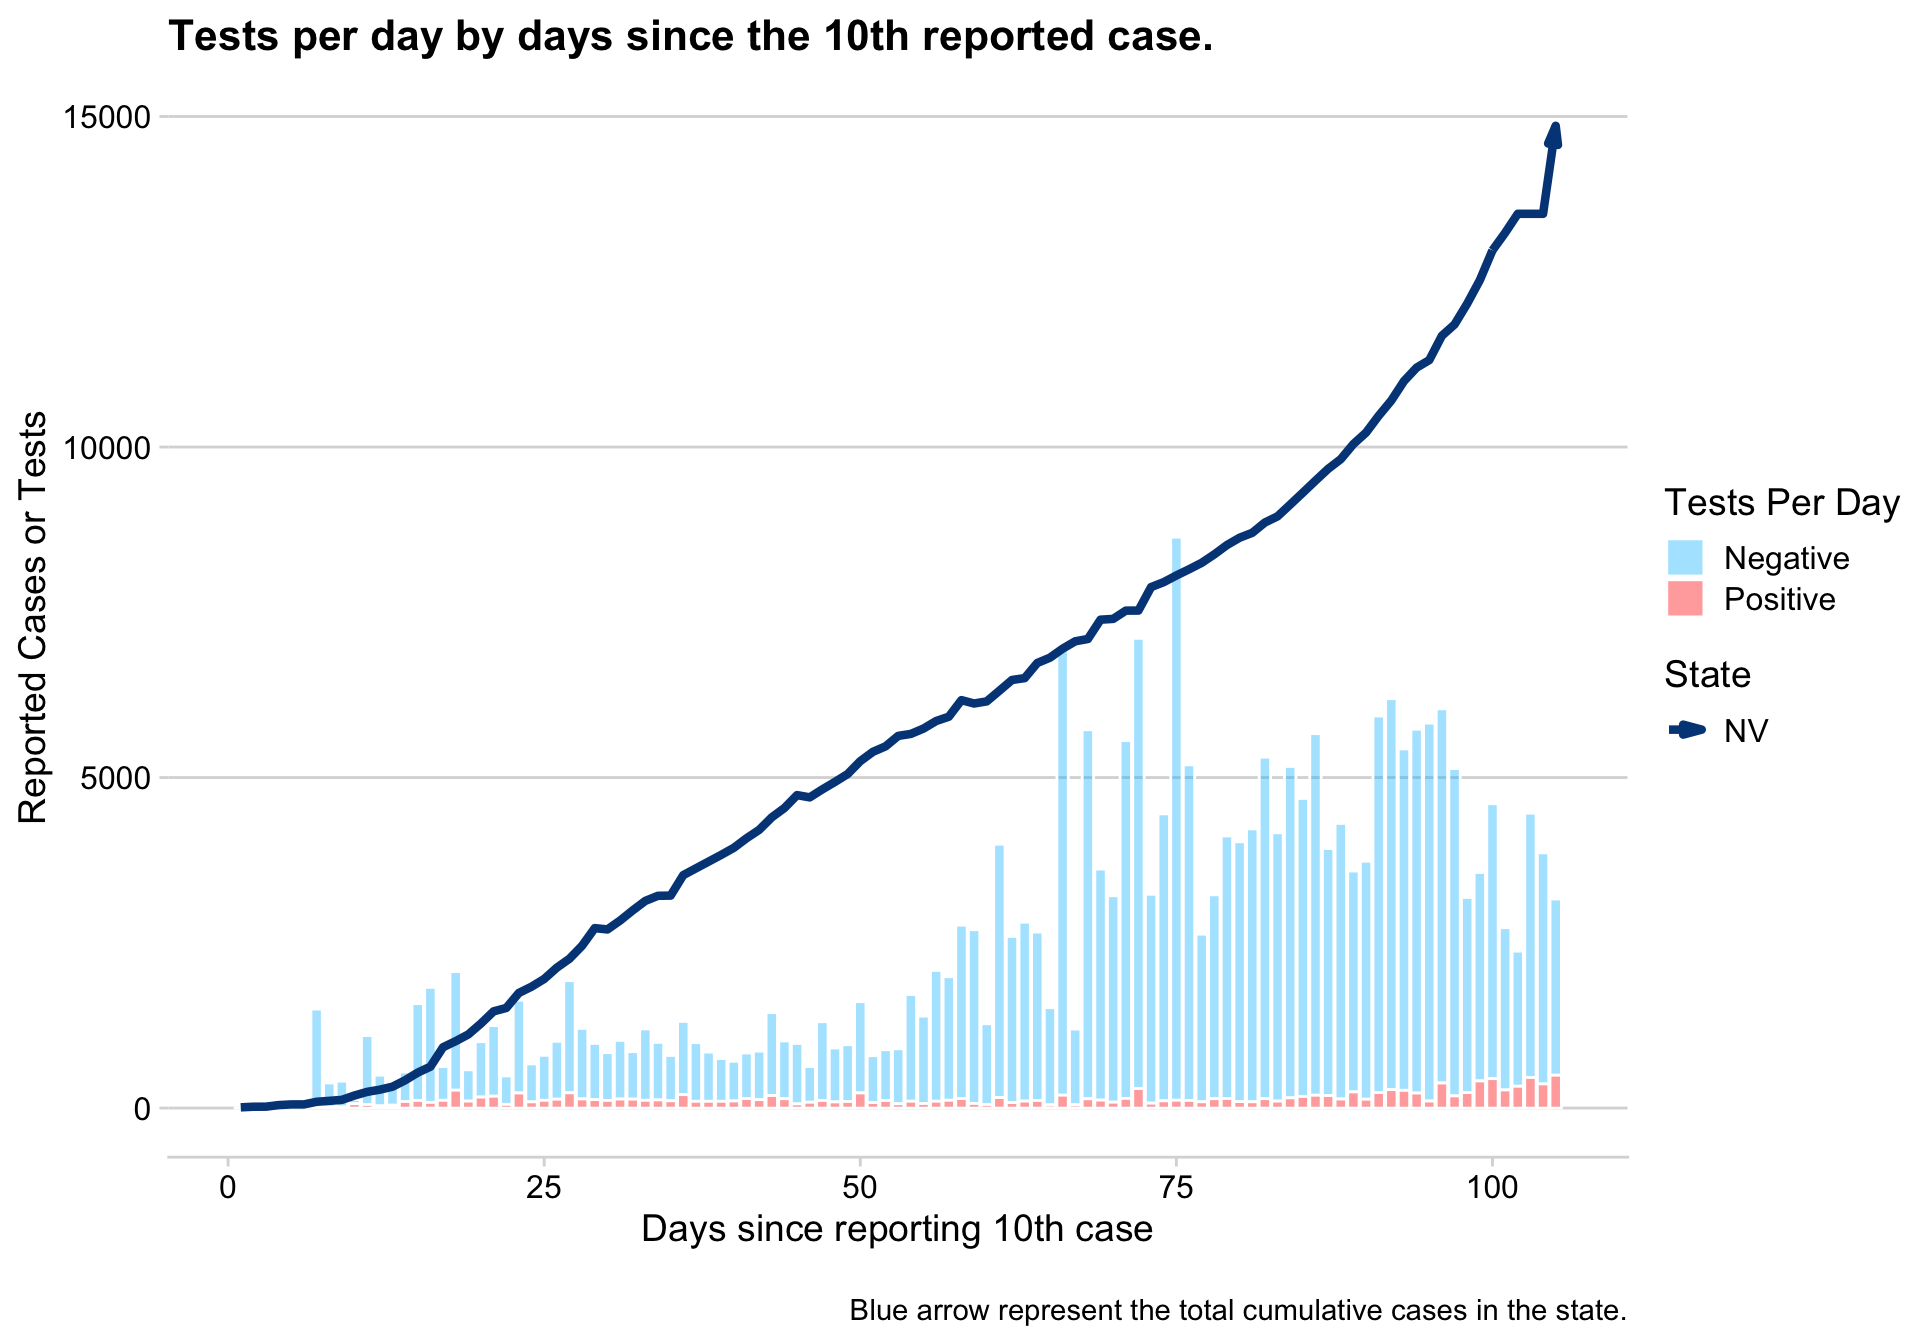 Tests per day by days since the 10th reported case.
15000
10000
5000
0
Reported Cases or Tests
0 25 50 75 100
Days since reporting 10th case
Tests Per Day
Negative
Positive
State
NV
Blue arrow represent the total cumulative cases in the state.